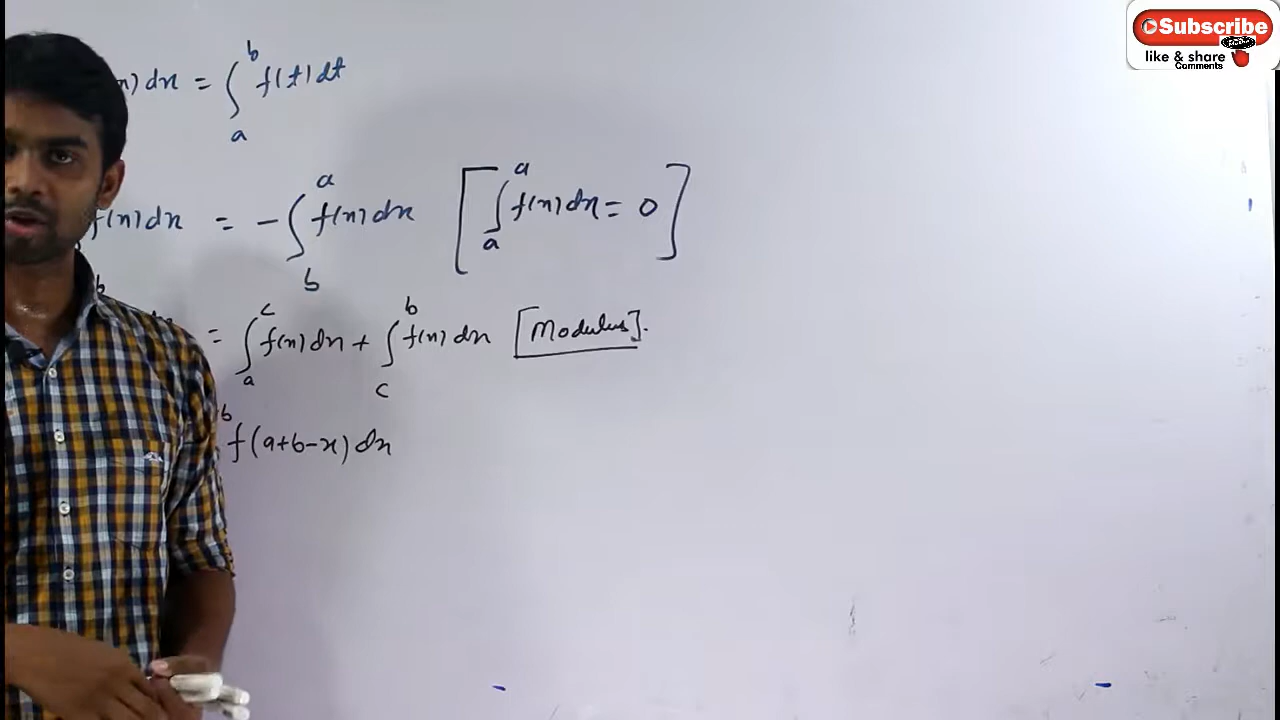 Subscribe
like & share
Comments
x) dx = ∫_a^b f(t) dt
f(x) dx = - ∫_b^a f(x) dx [ ∫_a^a f(x) dx = 0 ]
b
= ∫_a^c f(x) dx + ∫_c^b f(x) dx [Modulus].
b f(a+b-x) dx